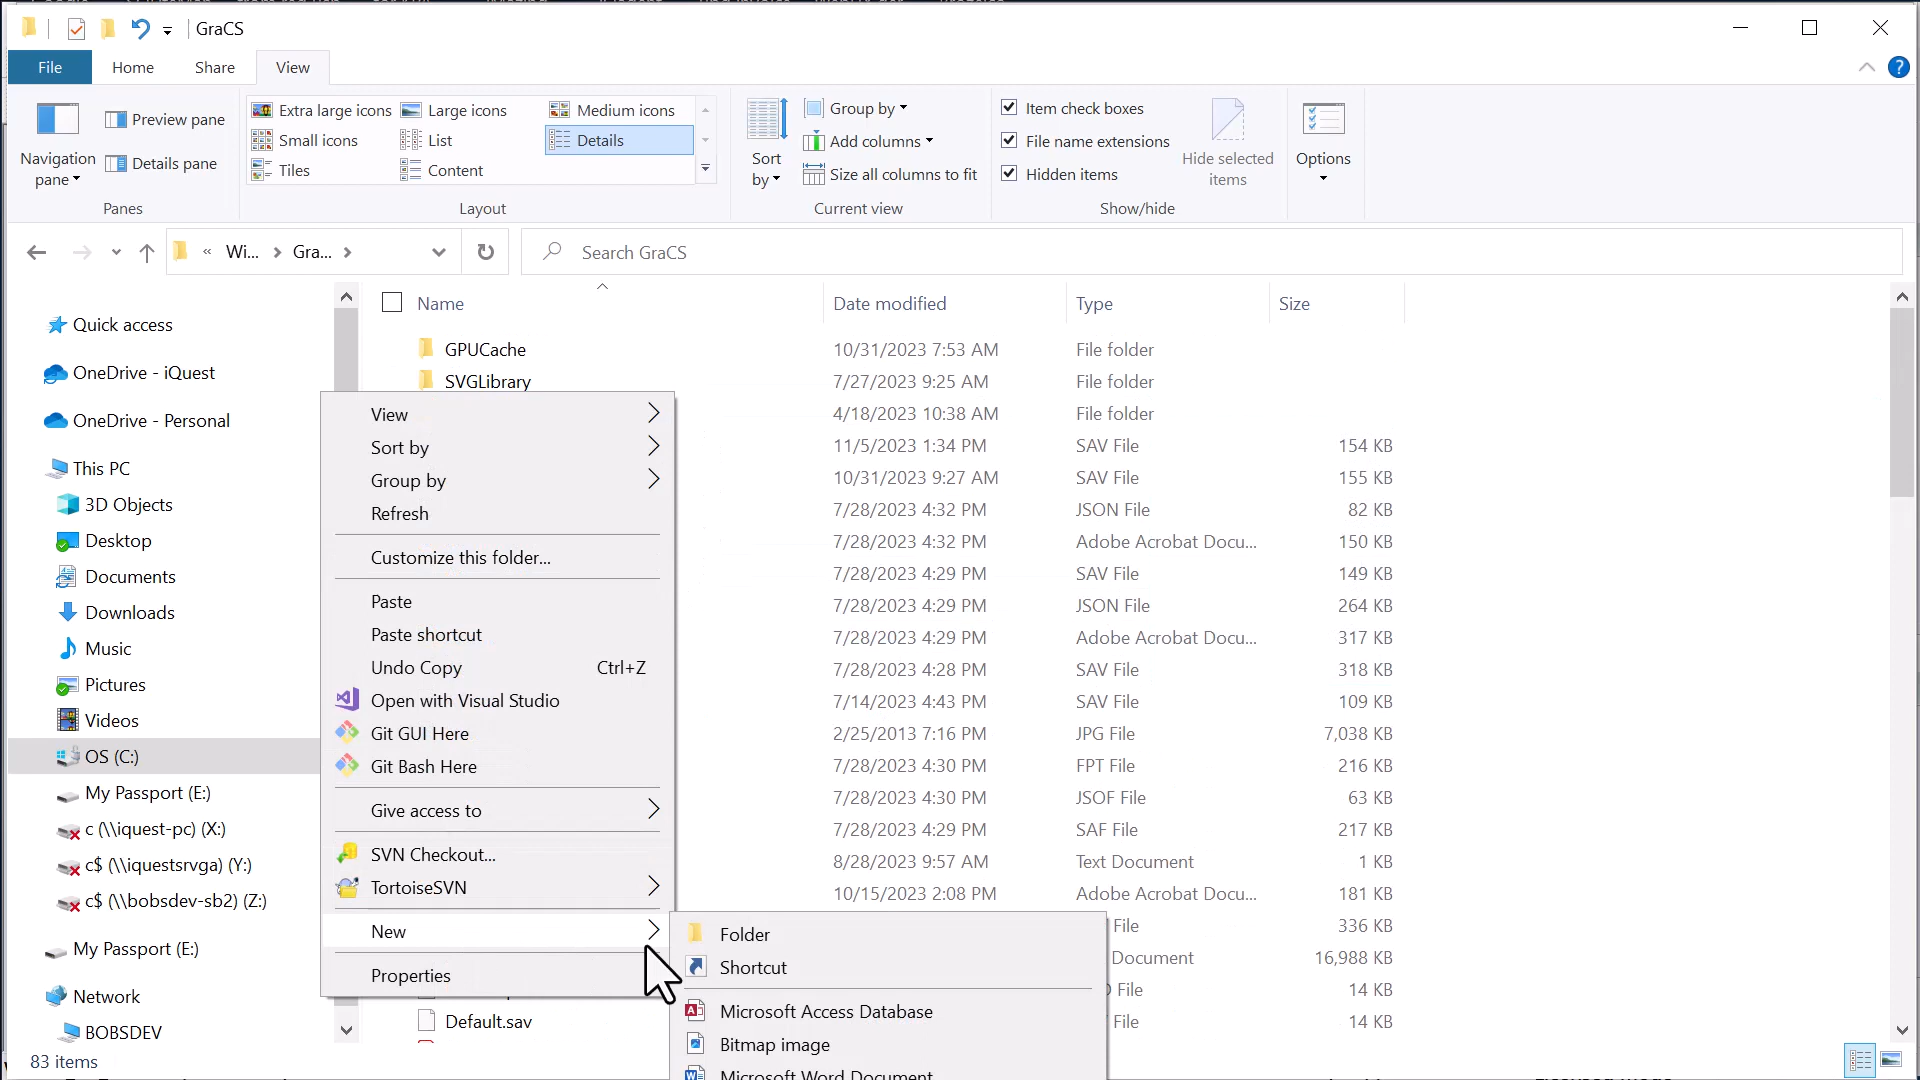 GraCS
File
Home
Share
View
Navigation
pane
Preview pane
Details pane
Panes
Extra large icons
Large icons
Medium icons
Small icons
List
Details
Tiles
Content
Layout
Sort
by
Group by
Add columns
Size all columns to fit
Current view
Item check boxes
File name extensions
Hidden items
Hide selected
items
Show/hide
Options
« Wi...
Gra...
Search GraCS
Quick access
OneDrive - iQuest
OneDrive - Personal
This PC
3D Objects
Desktop
Documents
Downloads
Music
Pictures
Videos
OS (C:)
My Passport (E:)
c (\\iquest-pc) (X:)
c$ (\\iquestsrvga) (Y:)
c$ (\\bobsdev-sb2) (Z:)
My Passport (E:)
Network
BOBSDEV
83 items
Name
Date modified
Type
Size
GPUCache 10/31/2023 7:53 AM File folder
SVGLibrary 7/27/2023 9:25 AM File folder
4/18/2023 10:38 AM File folder
11/5/2023 1:34 PM SAV File 154 KB
10/31/2023 9:27 AM SAV File 155 KB
7/28/2023 4:32 PM JSON File 82 KB
7/28/2023 4:32 PM Adobe Acrobat Docu... 150 KB
7/28/2023 4:29 PM SAV File 149 KB
7/28/2023 4:29 PM JSON File 264 KB
7/28/2023 4:29 PM Adobe Acrobat Docu... 317 KB
7/28/2023 4:28 PM SAV File 318 KB
7/14/2023 4:43 PM SAV File 109 KB
2/25/2013 7:16 PM JPG File 7,038 KB
7/28/2023 4:30 PM FPT File 216 KB
7/28/2023 4:30 PM JSOF File 63 KB
7/28/2023 4:29 PM SAF File 217 KB
8/28/2023 9:57 AM Text Document 1 KB
10/15/2023 2:08 PM Adobe Acrobat Docu... 181 KB
File 336 KB
Document 16,988 KB
File 14 KB
File 14 KB
Default.sav
View
Sort by
Group by
Refresh
Customize this folder...
Paste
Paste shortcut
Undo Copy Ctrl+Z
Open with Visual Studio
Git GUI Here
Git Bash Here
Give access to
SVN Checkout...
TortoiseSVN
New
Properties
Folder
Shortcut
Microsoft Access Database
Bitmap image
Microsoft Word Document